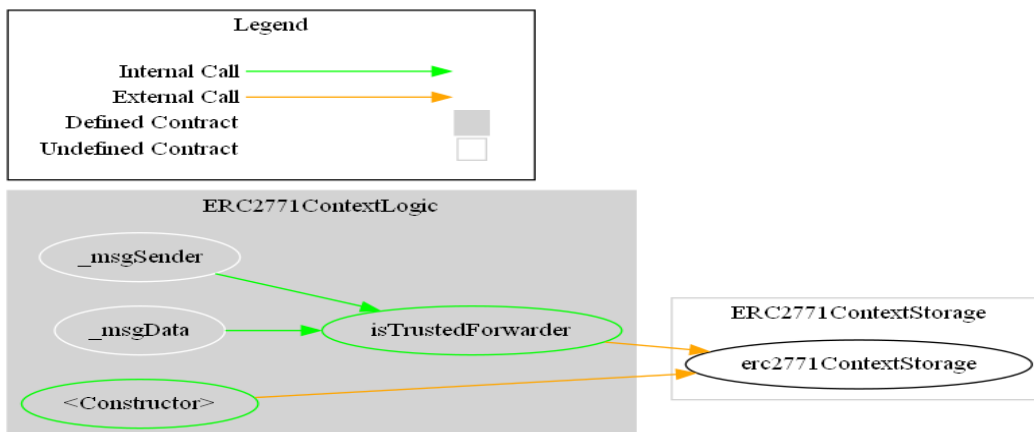 Legend
Internal Call
External Call
Defined Contract
Undefined Contract
ERC2771ContextLogic
_msgSender
_msgData
isTrustedForwarder
<Constructor>
ERC2771ContextStorage
erc2771ContextStorage